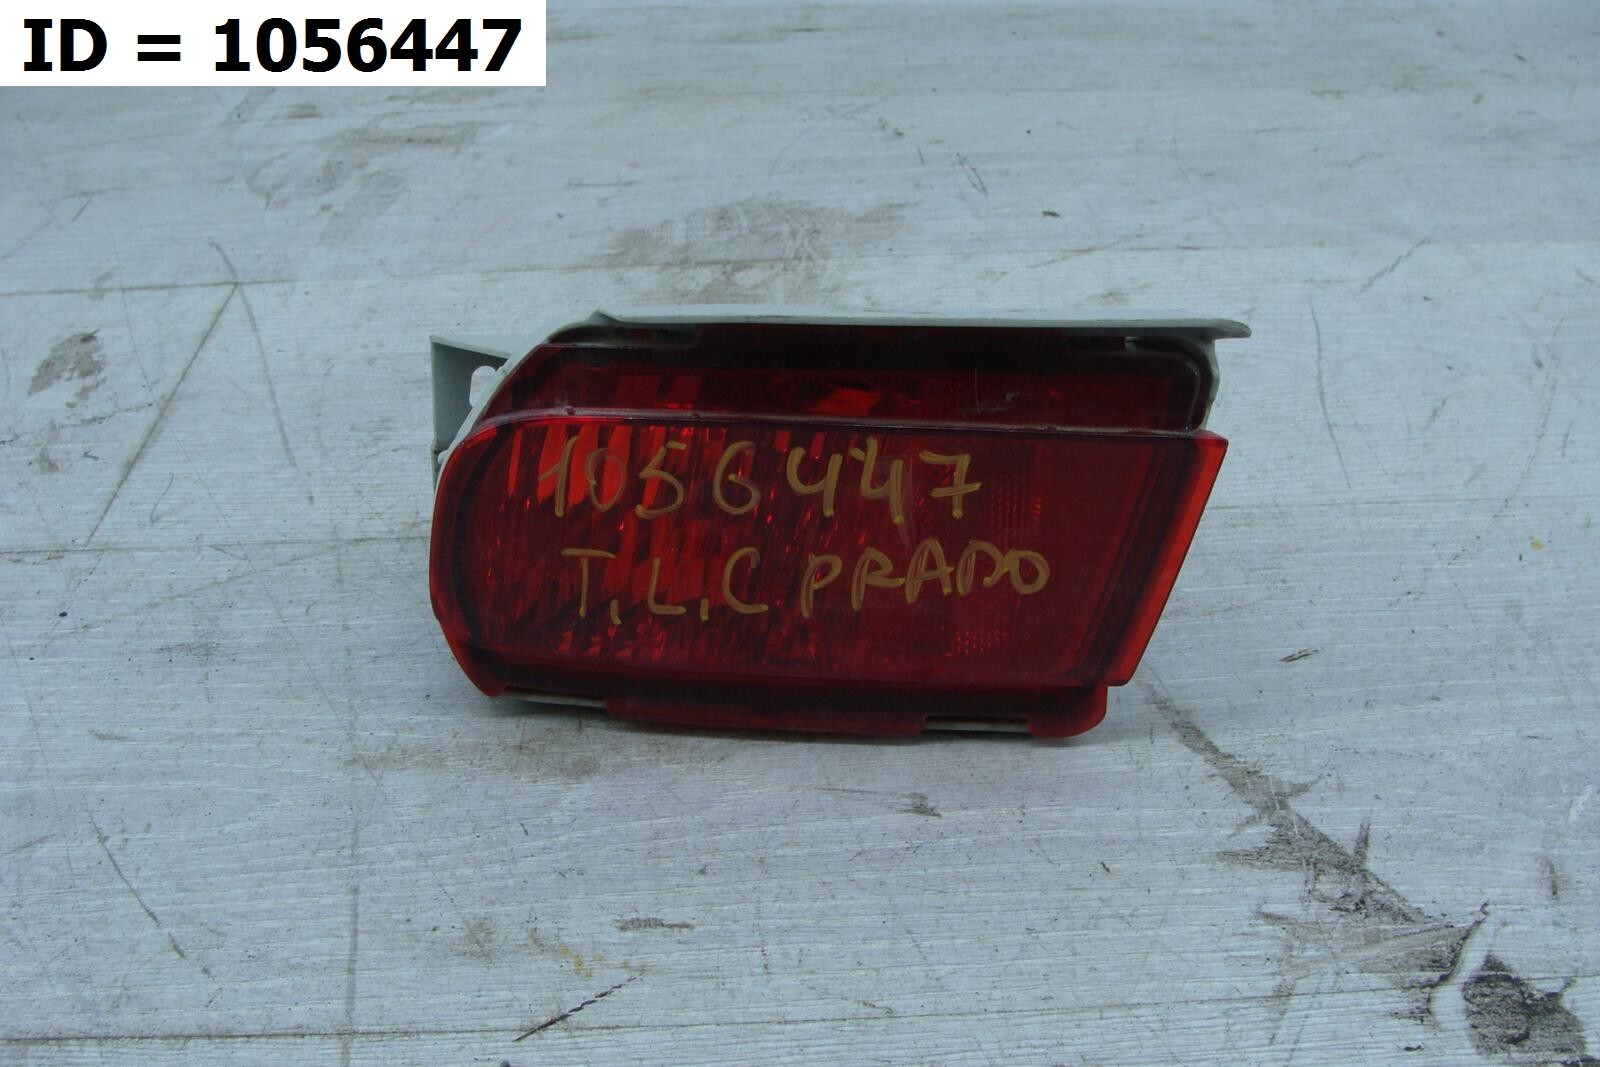 ID = 1056447
1056447
T.L.C PRADO